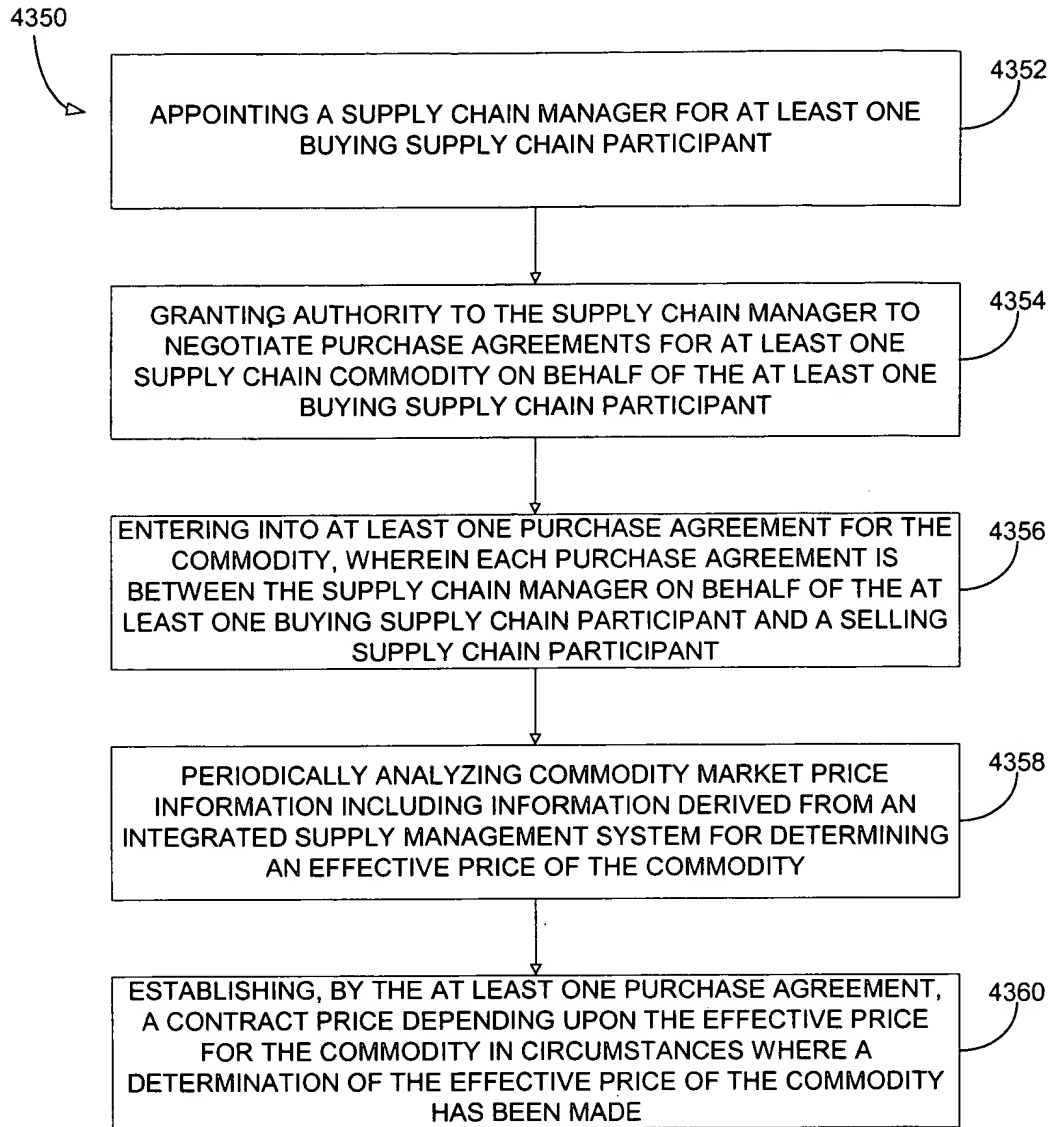 4350
4352
APPOINTING A SUPPLY CHAIN MANAGER FOR AT LEAST ONE
BUYING SUPPLY CHAIN PARTICIPANT
4354
GRANTING AUTHORITY TO THE SUPPLY CHAIN MANAGER TO
NEGOTIATE PURCHASE AGREEMENTS FOR AT LEAST ONE
SUPPLY CHAIN COMMODITY ON BEHALF OF THE AT LEAST ONE
BUYING SUPPLY CHAIN PARTICIPANT
4356
ENTERING INTO AT LEAST ONE PURCHASE AGREEMENT FOR THE
COMMODITY, WHEREIN EACH PURCHASE AGREEMENT IS
BETWEEN THE SUPPLY CHAIN MANAGER ON BEHALF OF THE AT
LEAST ONE BUYING SUPPLY CHAIN PARTICIPANT AND A SELLING
SUPPLY CHAIN PARTICIPANT
4358
PERIODICALLY ANALYZING COMMODITY MARKET PRICE
INFORMATION INCLUDING INFORMATION DERIVED FROM AN
INTEGRATED SUPPLY MANAGEMENT SYSTEM FOR DETERMINING
AN EFFECTIVE PRICE OF THE COMMODITY
4360
ESTABLISHING, BY THE AT LEAST ONE PURCHASE AGREEMENT,
A CONTRACT PRICE DEPENDING UPON THE EFFECTIVE PRICE
FOR THE COMMODITY IN CIRCUMSTANCES WHERE A
DETERMINATION OF THE EFFECTIVE PRICE OF THE COMMODITY
HAS BEEN MADE